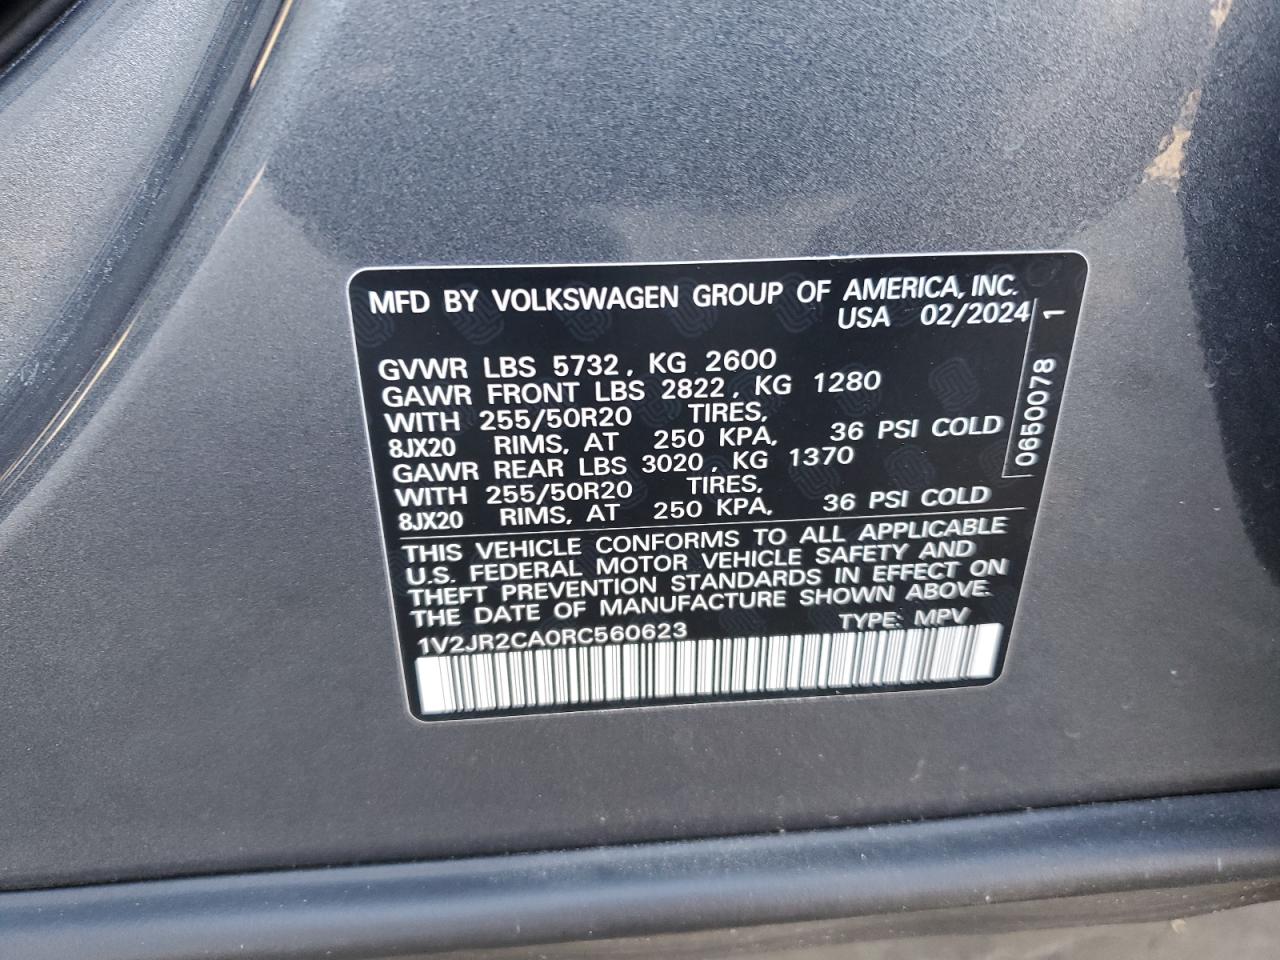 MFD BY VOLKSWAGEN GROUP OF AMERICA, INC.
USA 02/2024
GVWR LBS 5732, KG 2600
GAWR FRONT LBS 2822, KG 1280
WITH 255/50R20 TIRES,
8JX20 RIMS, AT 250 KPA, 36 PSI COLD
GAWR REAR LBS 3020, KG 1370
WITH 255/50R20 TIRES,
8JX20 RIMS, AT 250 KPA, 36 PSI COLD
THIS VEHICLE CONFORMS TO ALL APPLICABLE
U.S. FEDERAL MOTOR VEHICLE SAFETY AND
THEFT PREVENTION STANDARDS IN EFFECT ON
THE DATE OF MANUFACTURE SHOWN ABOVE.
1V2JR2CA0RC560623 TYPE: MPV
0650078 1